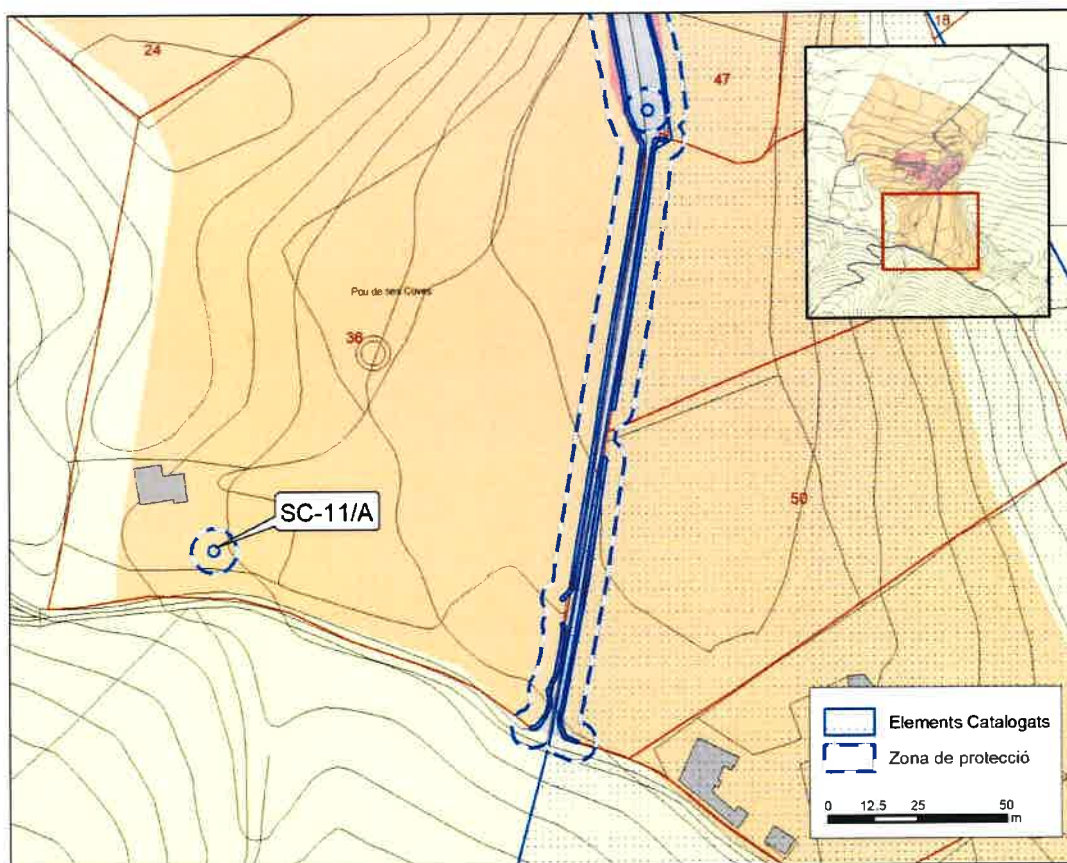 24
18
47
Pou de ses Coves
36
SC-11/A
50
Elements Catalogats
Zona de protecció
0 12.5 25 50
m